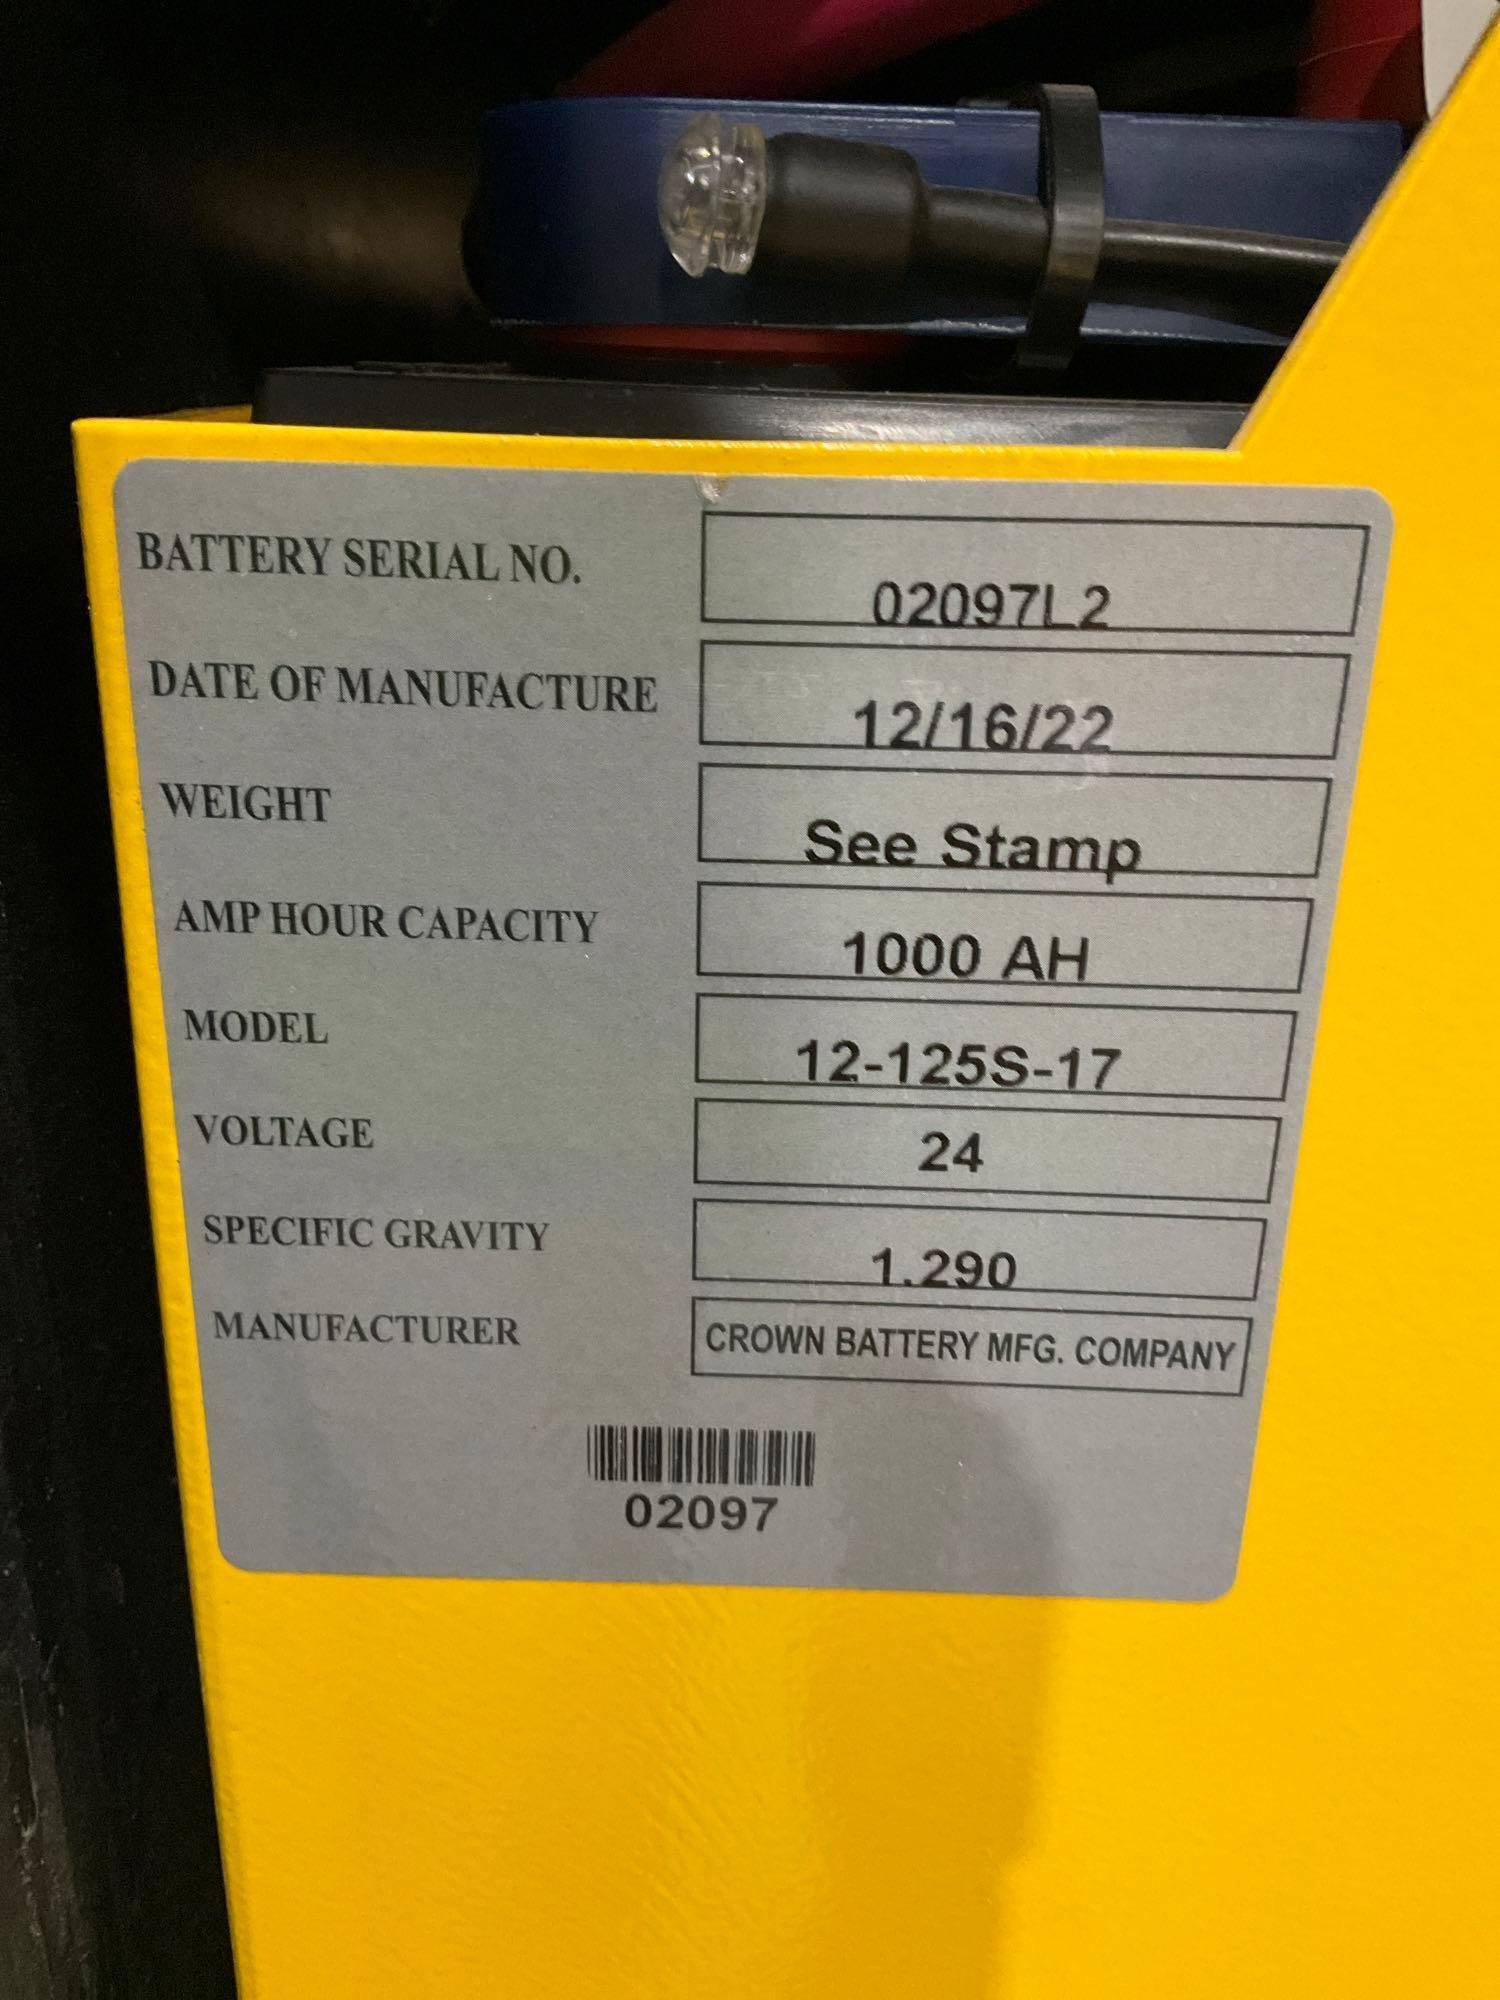 BATTERY SERIAL NO. 02097L2
DATE OF MANUFACTURE 12/16/22
WEIGHT See Stamp
AMP HOUR CAPACITY 1000 AH
MODEL 12-125S-17
VOLTAGE 24
SPECIFIC GRAVITY 1.290
MANUFACTURER CROWN BATTERY MFG. COMPANY
02097